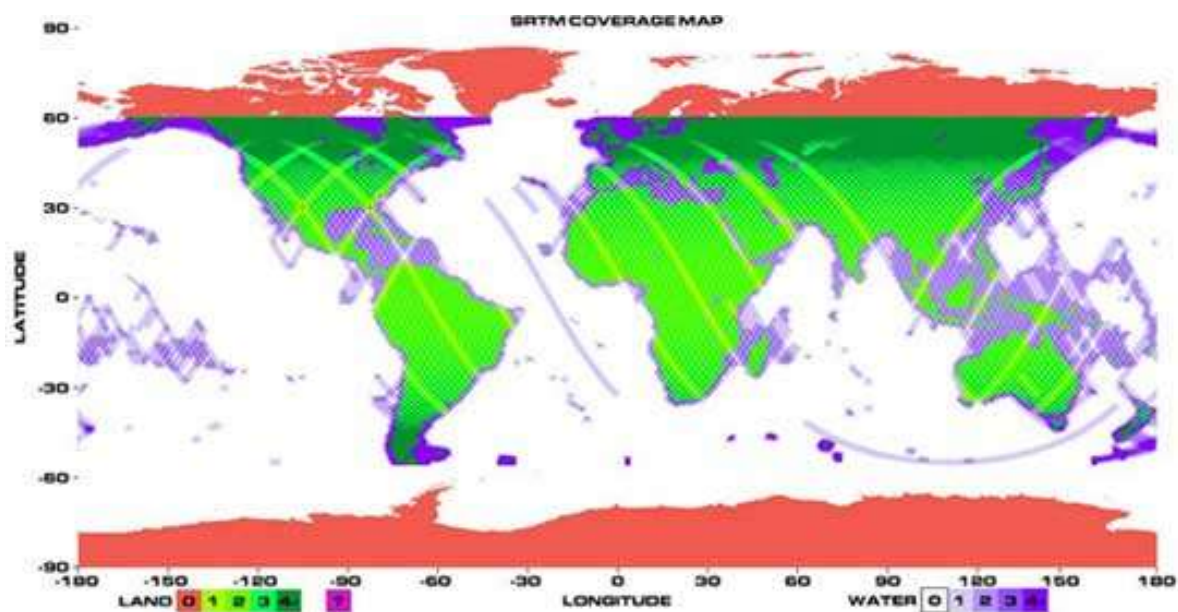 SRTM COVERAGE MAP
90
60
30
0
-30
-60
-90
LATITUDE
-180 -150 -120 -90 -60 -30 0 30 60 90 120 150 180
LAND 0 1 2 3 4 ? LONGITUDE WATER 0 1 2 3 4